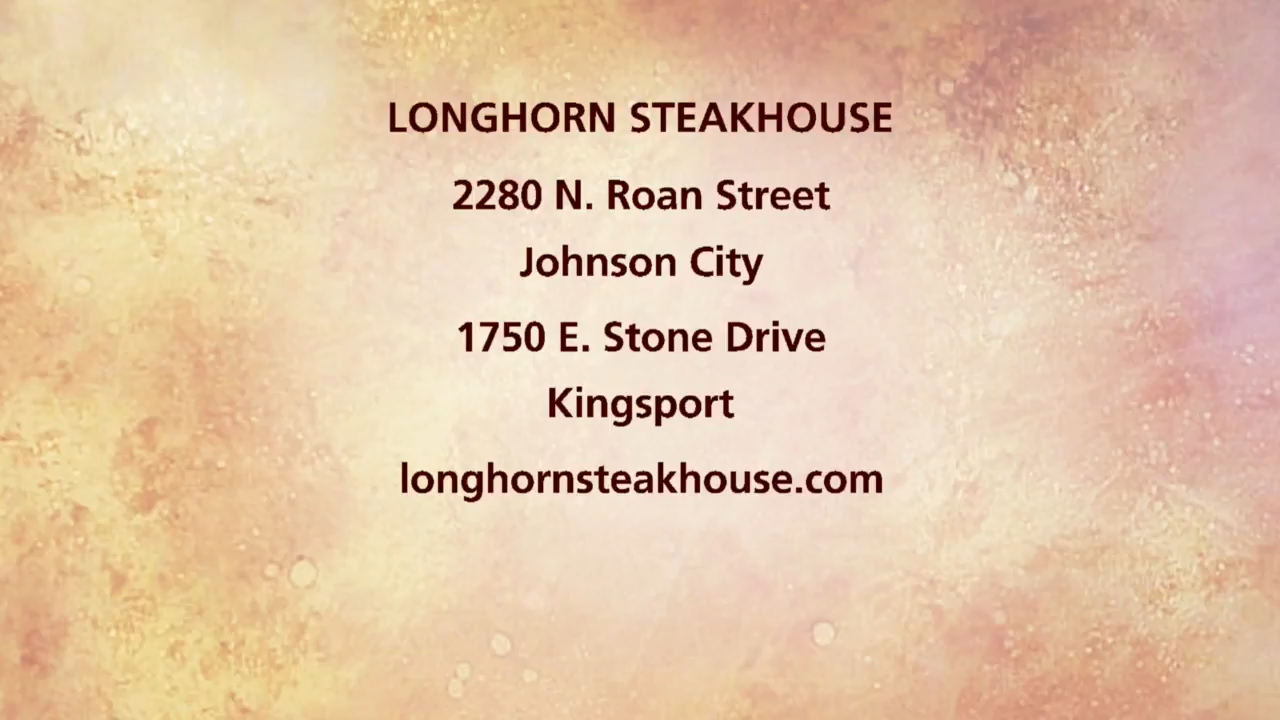 LONGHORN STEAKHOUSE
2280 N. Roan Street
Johnson City
1750 E. Stone Drive
Kingsport
longhornsteakhouse.com